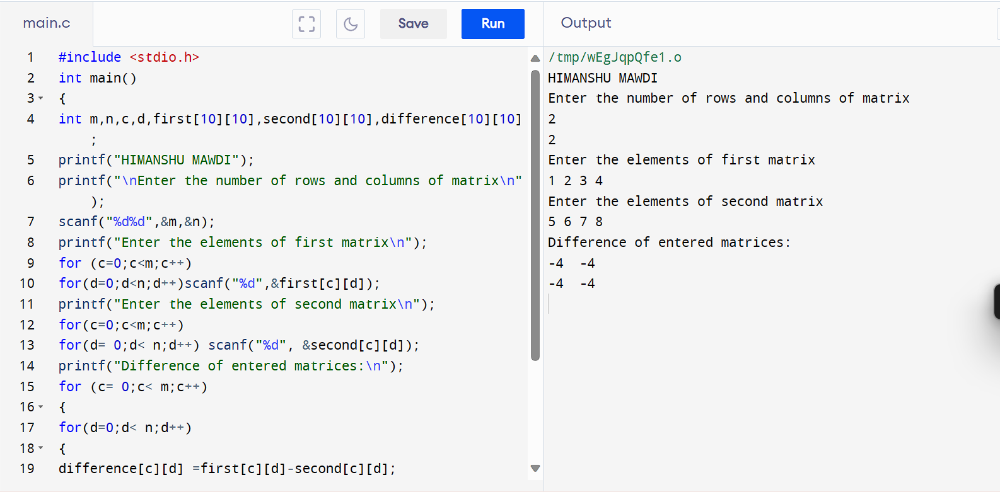 main.c
Save
Run
Output
1 #include <stdio.h>
2 int main()
3 {
4 int m,n,c,d,first[10][10],second[10][10],difference[10][10]
;
5 printf("HIMANSHU MAWDI");
6 printf("\nEnter the number of rows and columns of matrix\n"
);
7 scanf("%d%d",&m,&n);
8 printf("Enter the elements of first matrix\n");
9 for (c=0;c<m;c++)
10 for(d=0;d<n;d++)scanf("%d",&first[c][d]);
11 printf("Enter the elements of second matrix\n");
12 for(c=0;c<m;c++)
13 for(d= 0;d< n;d++) scanf("%d", &second[c][d]);
14 printf("Difference of entered matrices:\n");
15 for (c= 0;c< m;c++)
16 {
17 for(d=0;d< n;d++)
18 {
19 difference[c][d] =first[c][d]-second[c][d];
/tmp/wEgJqpQfe1.o
HIMANSHU MAWDI
Enter the number of rows and columns of matrix
2
2
Enter the elements of first matrix
1 2 3 4
Enter the elements of second matrix
5 6 7 8
Difference of entered matrices:
-4  -4
-4  -4